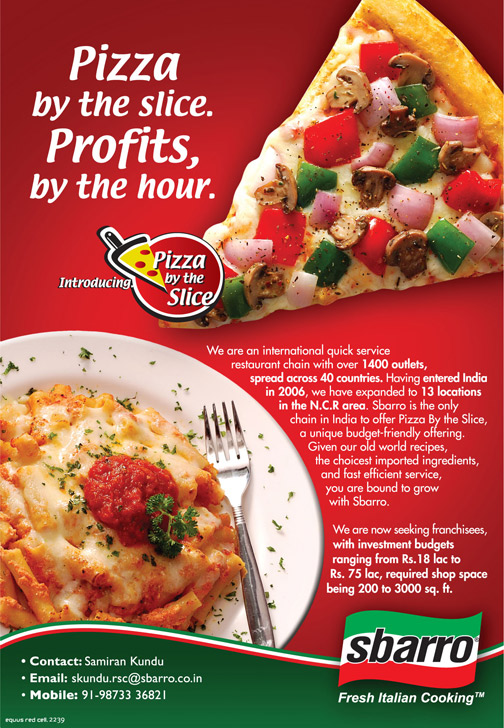 Pizza
by the slice.
Profits,
by the hour.
Introducing.
Pizza
by the
Slice
We are an international quick service
restaurant chain with over 1400 outlets,
spread across 40 countries. Having entered India
in 2006, we have expanded to 13 locations
in the N.C.R area. Sbarro is the only
chain in India to offer Pizza By the Slice,
a unique budget-friendly offering.
Given our old world recipes,
the choicest imported ingredients,
and fast efficient service,
you are bound to grow
with Sbarro.
We are now seeking franchisees,
with investment budgets
ranging from Rs.18 lac to
Rs. 75 lac, required shop space
being 200 to 3000 sq. ft.
sbarro
Fresh Italian Cooking™
• Contact: Samiran Kundu
• Email: skundu.rsc@sbarro.co.in
• Mobile: 91-98733 36821
equus red cell. 2239